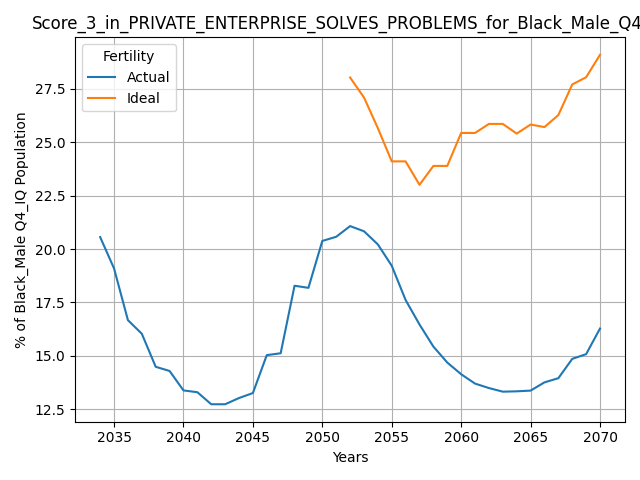 Score_3_in_PRIVATE_ENTERPRISE_SOLVES_PROBLEMS_for_Black_Male_Q4
Fertility
Actual
Ideal
% of Black_Male Q4_IQ Population
27.5
25.0
22.5
20.0
17.5
15.0
12.5
2035 2040 2045 2050 2055 2060 2065 2070
Years